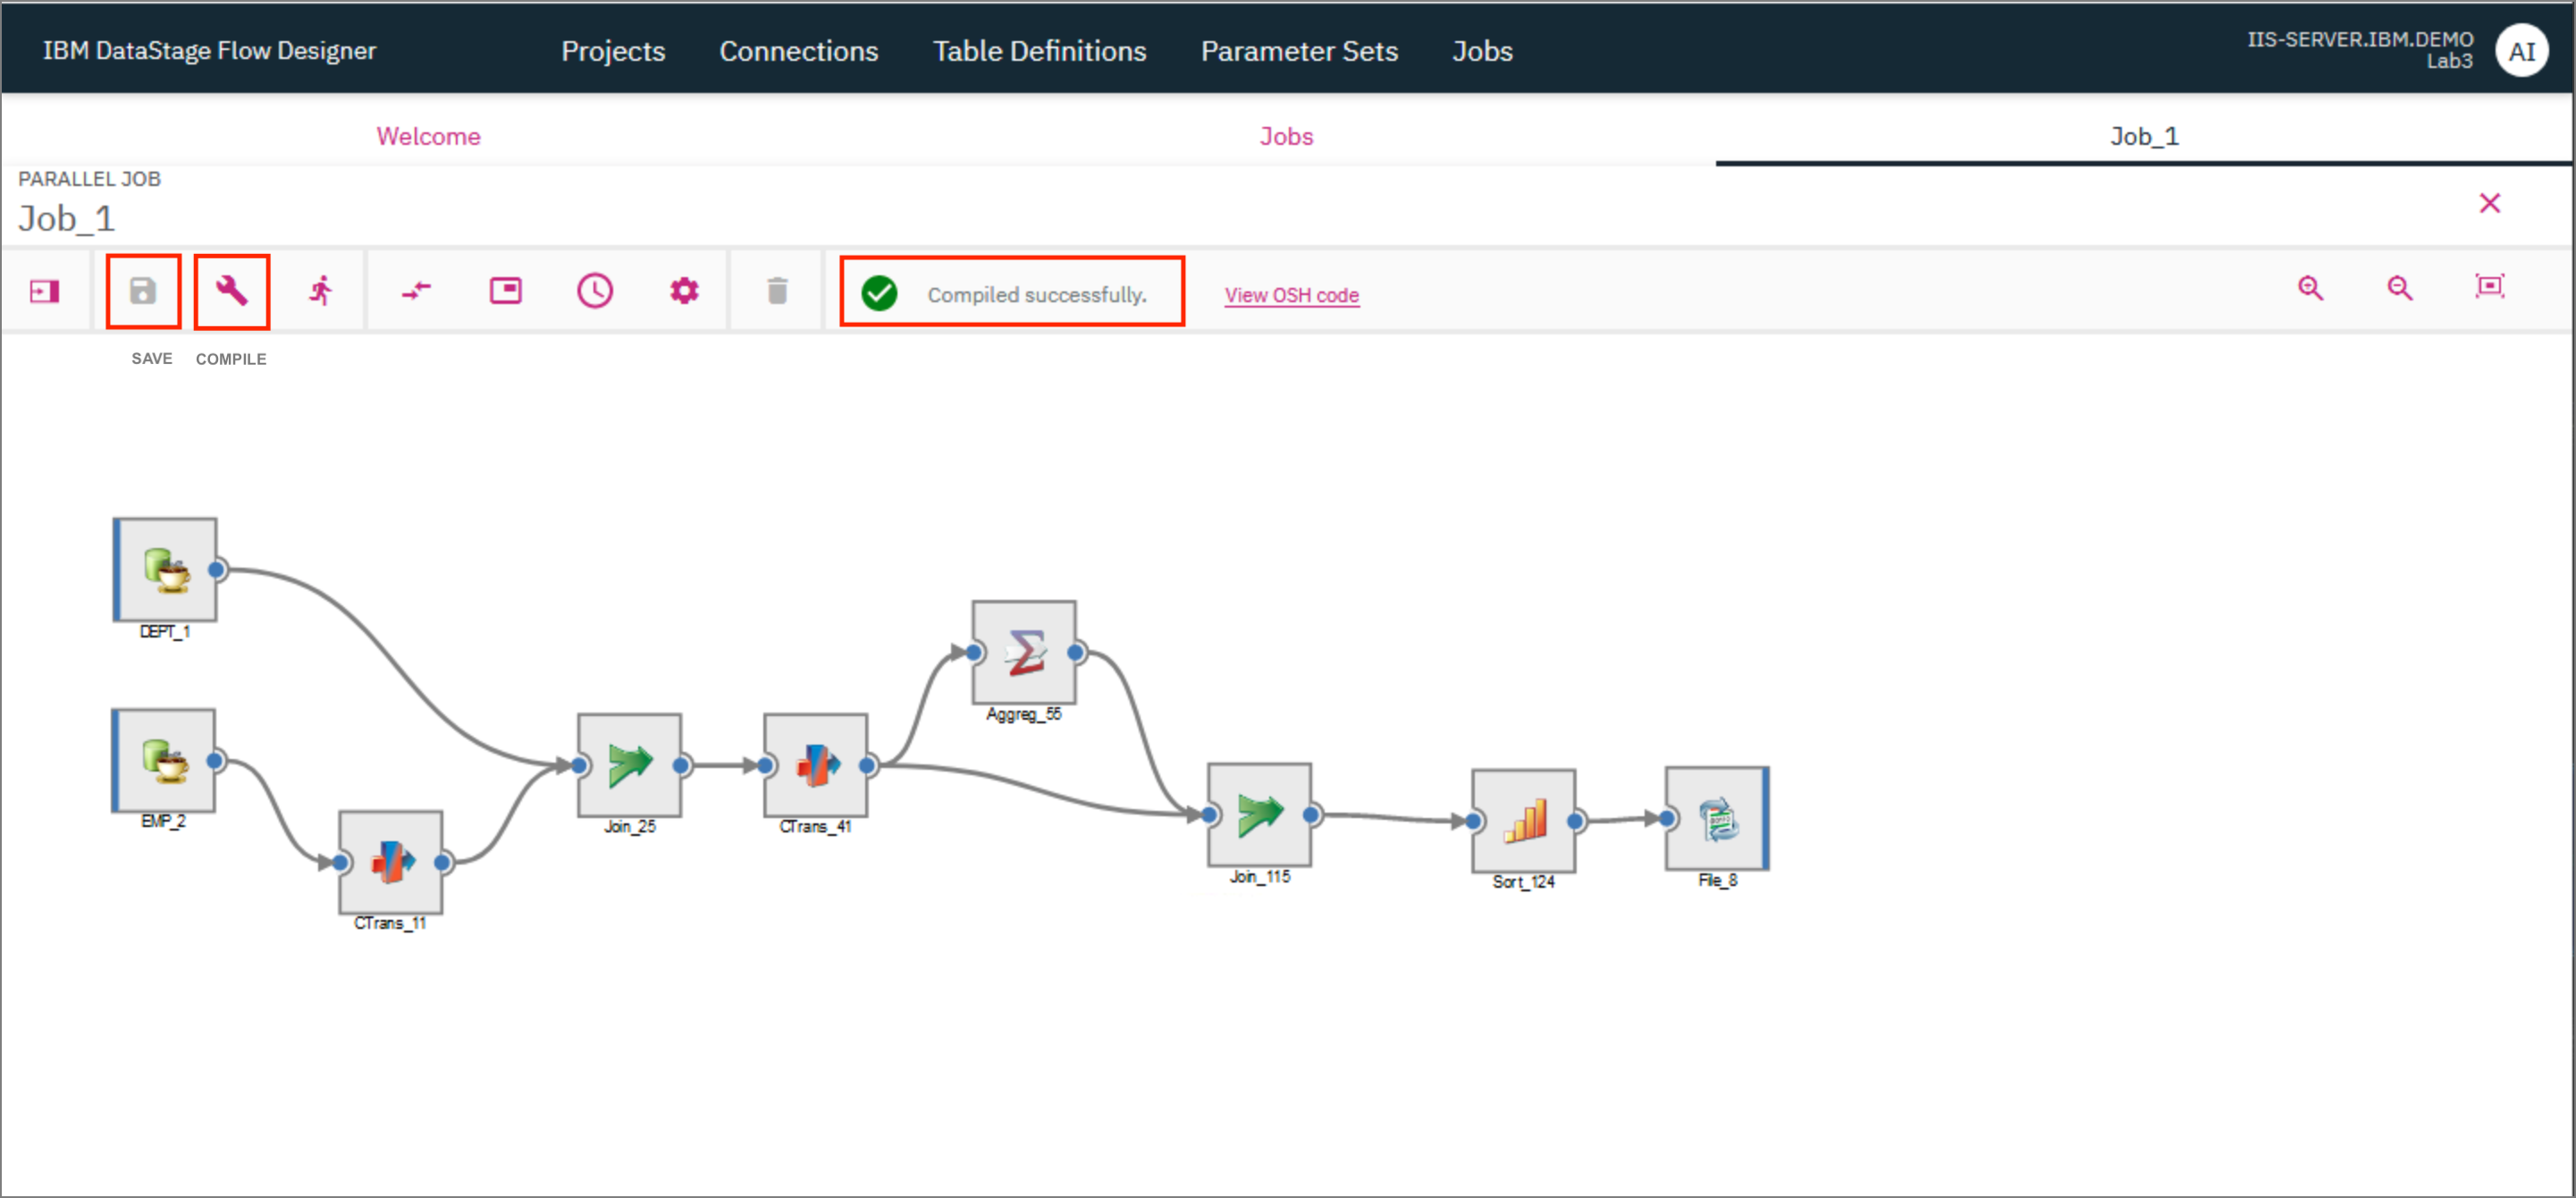 IBM DataStage Flow Designer
Projects
Connections
Table Definitions
Parameter Sets
Jobs
IIS-SERVER.IBM.DEMO
Lab3
AI
Welcome
Jobs
Job_1
PARALLEL JOB
Job_1
Compiled successfully.
View OSH code
SAVE
COMPILE
DEPT_1
EMP_2
CTrans_11
Join_25
CTrans_41
Aggreg_55
Join_115
Sort_124
File_8